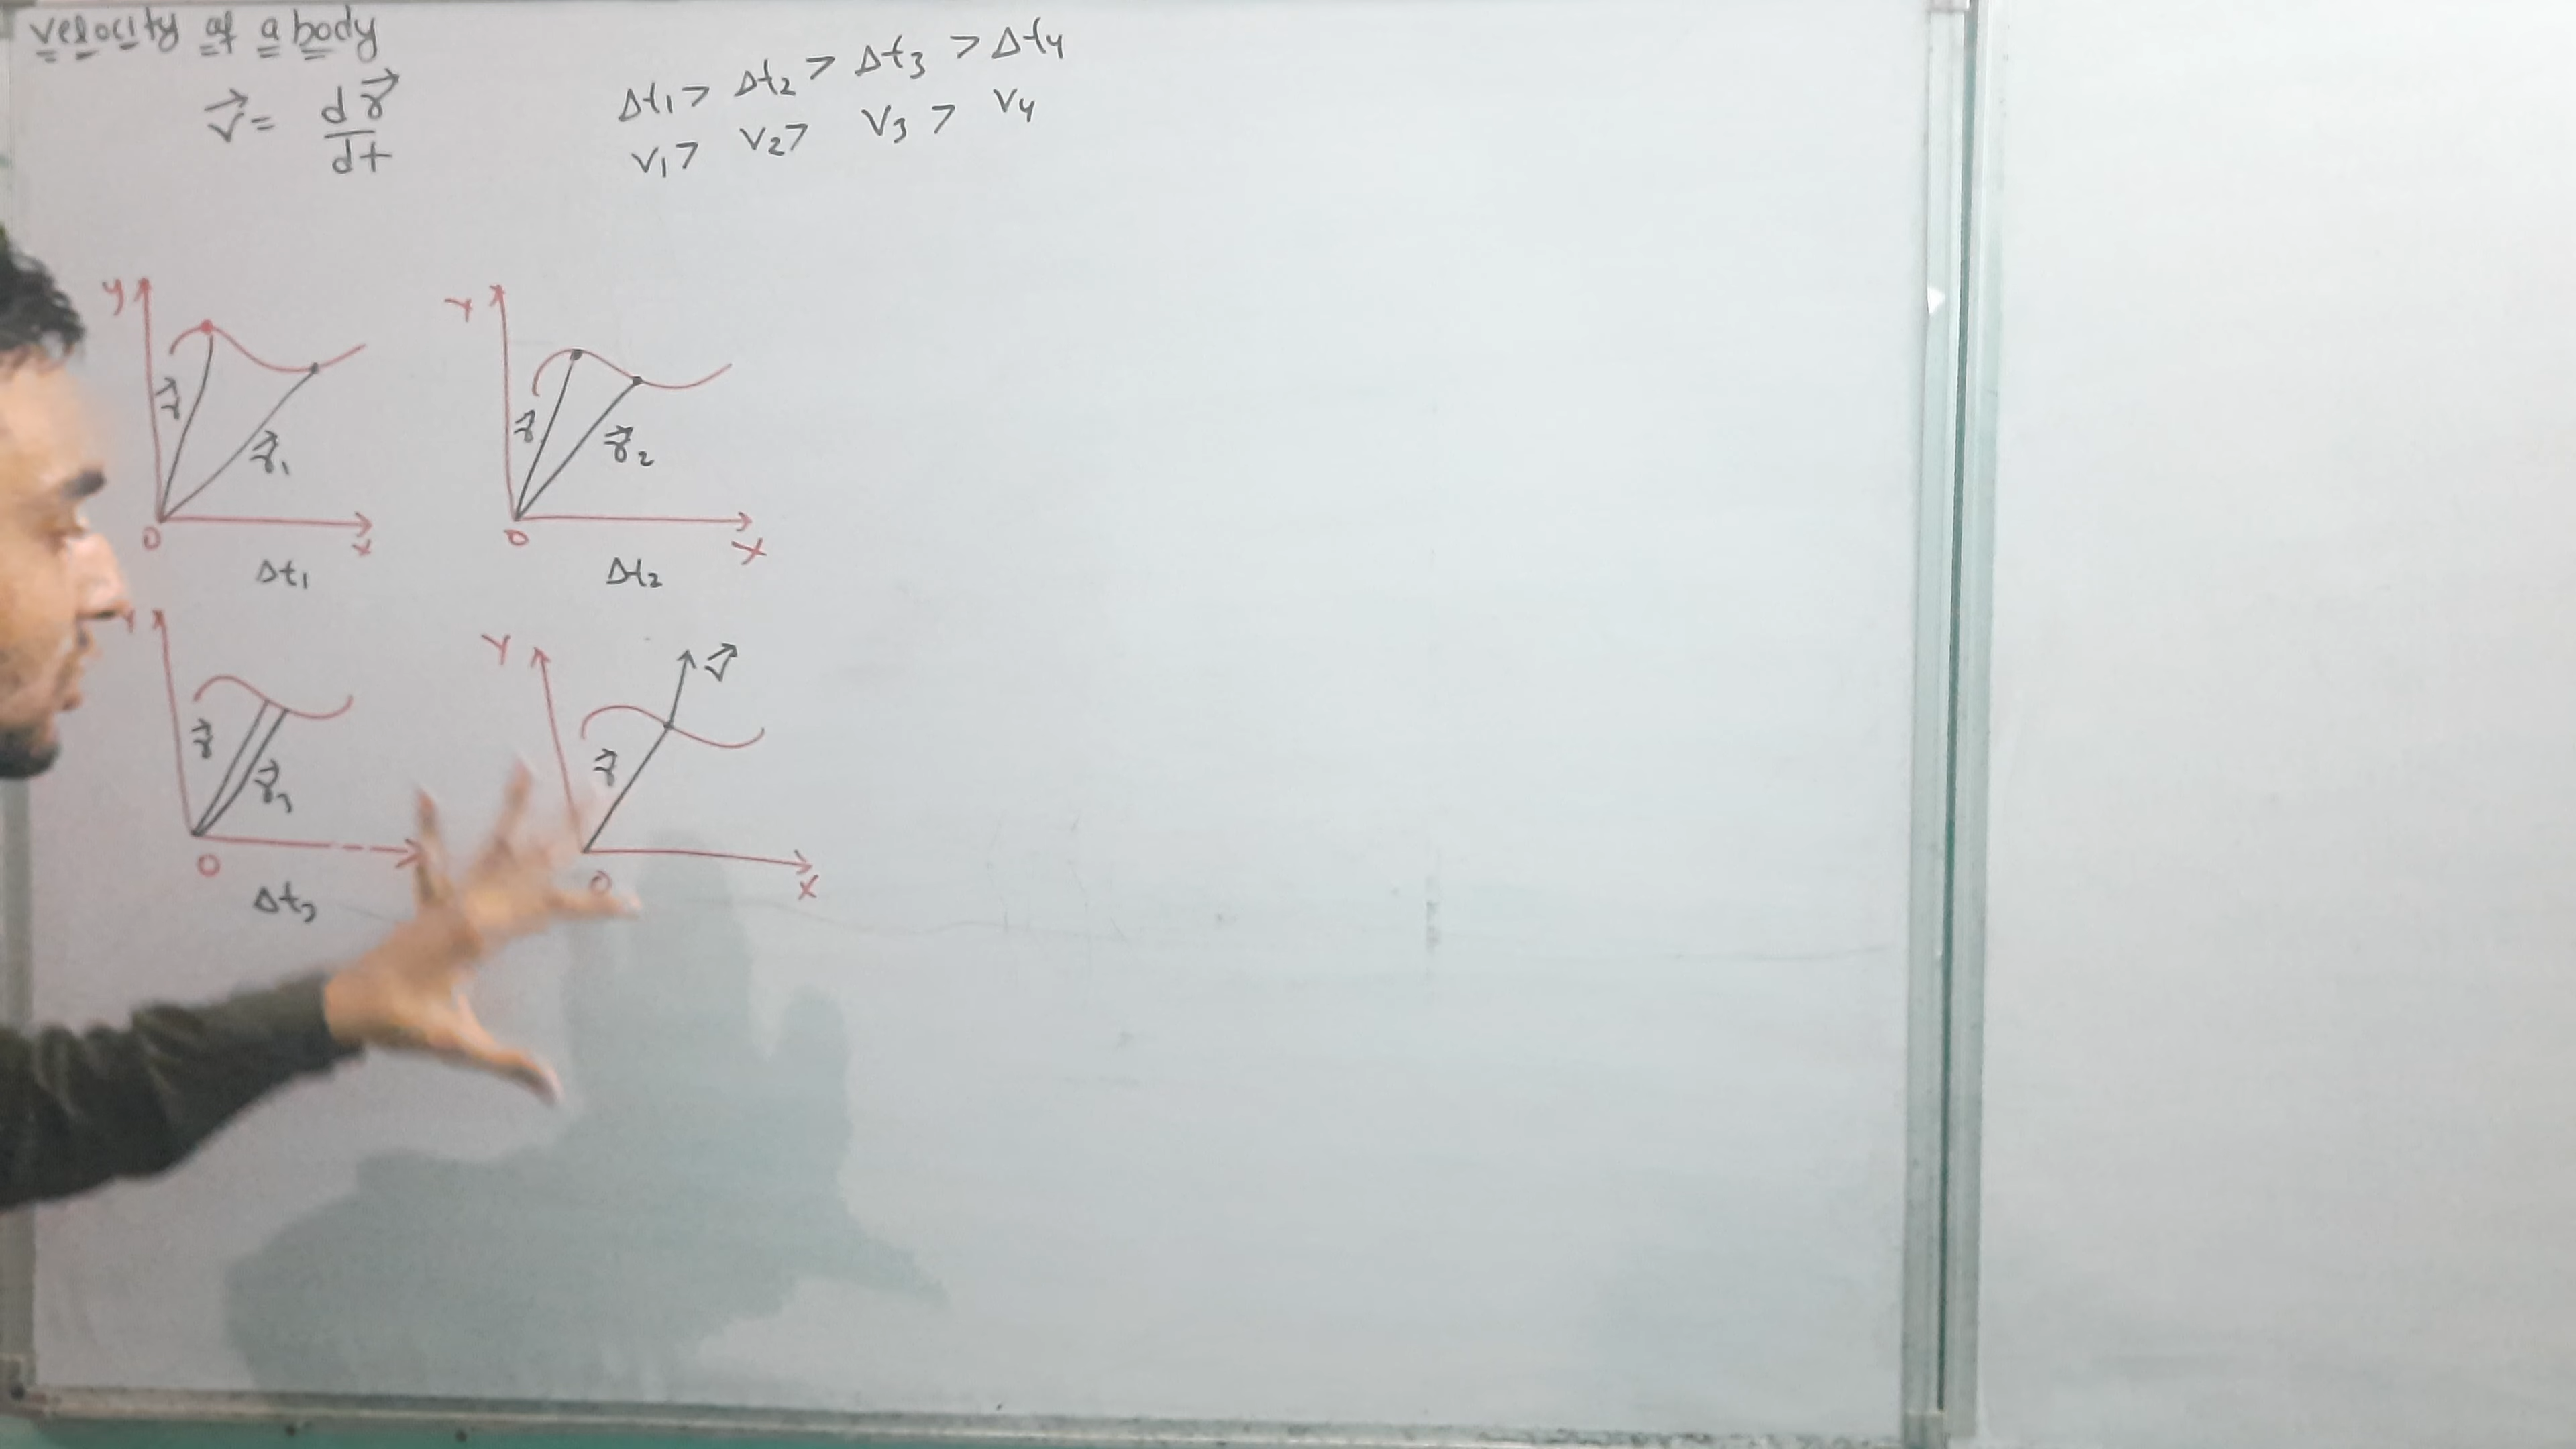 velocity of a body
v⃗ = dr⃗/dt
Δt1 > Δt2 > Δt3 > Δt4
v1 > v2 > v3 > v4
y
r⃗
r⃗1
O
x
Δt1
Y
r⃗
r⃗2
O
X
Δt2
Y
r⃗
r⃗3
O
Δt3
Y
v⃗
r⃗
O
X